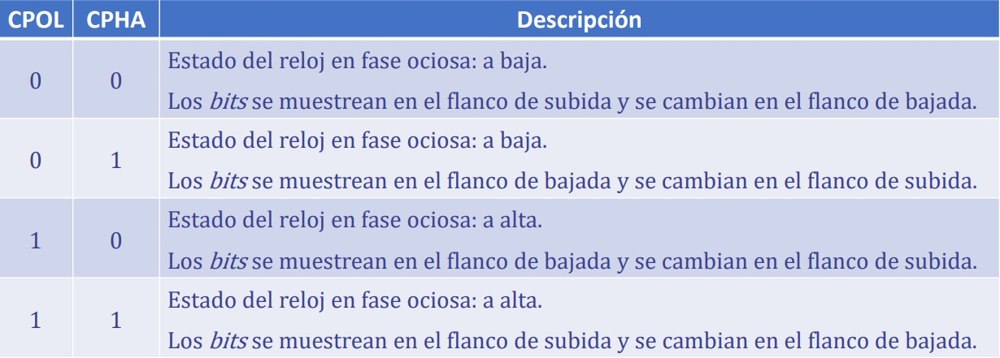 CPOL CPHA Descripción
Estado del reloj en fase ociosa: a baja.
0 0
Los bits se muestrean en el flanco de subida y se cambian en el flanco de bajada.
Estado del reloj en fase ociosa: a baja.
0 1
Los bits se muestrean en el flanco de bajada y se cambian en el flanco de subida.
Estado del reloj en fase ociosa: a alta.
1 0
Los bits se muestrean en el flanco de bajada y se cambian en el flanco de subida.
Estado del reloj en fase ociosa: a alta.
1 1
Los bits se muestrean en el flanco de subida y se cambian en el flanco de bajada.